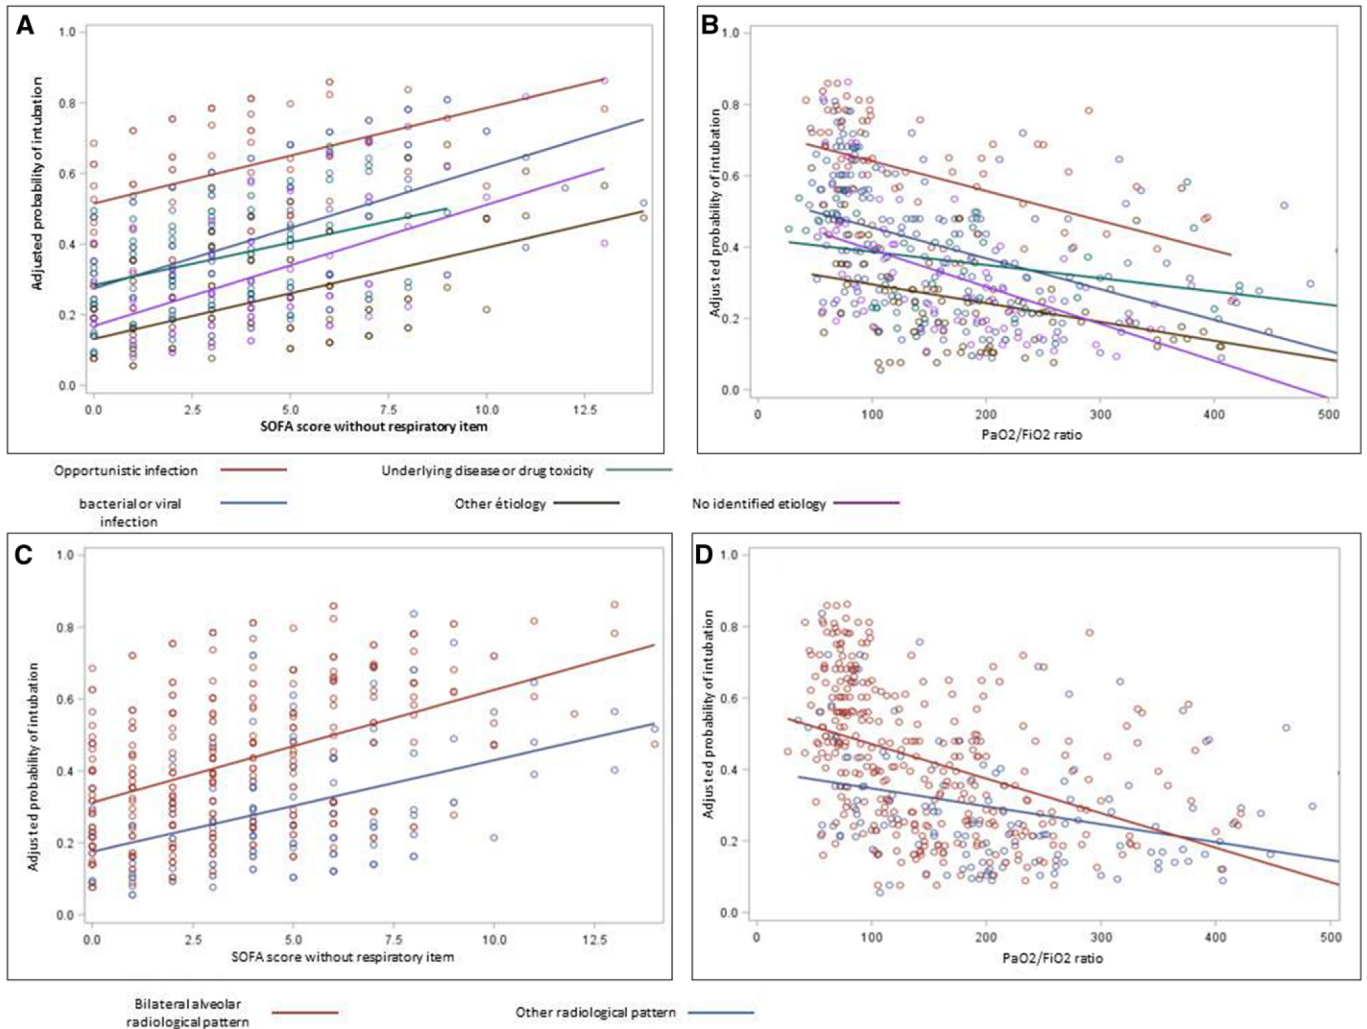 A
1.0
0.8
0.6
0.4
0.2
0.0
Adjusted probability of intubation
0.0 2.5 5.0 7.5 10.0 12.5
SOFA score without respiratory item
B
1.0
0.8
0.6
0.4
0.2
0.0
Adjusted probability of intubation
0 100 200 300 400 500
PaO2/FiO2 ratio
Opportunistic infection
Underlying disease or drug toxicity
bacterial or viral
infection
Other étiology
No identified etiology
C
1.0
0.8
0.6
0.4
0.2
0.0
Adjusted probability of intubation
0.0 2.5 5.0 7.5 10.0 12.5
SOFA score without respiratory item
D
1.0
0.8
0.6
0.4
0.2
0.0
Adjusted probability of intubation
0 100 200 300 400 500
PaO2/FiO2 ratio
Bilateral alveolar
radiological pattern
Other radiological pattern